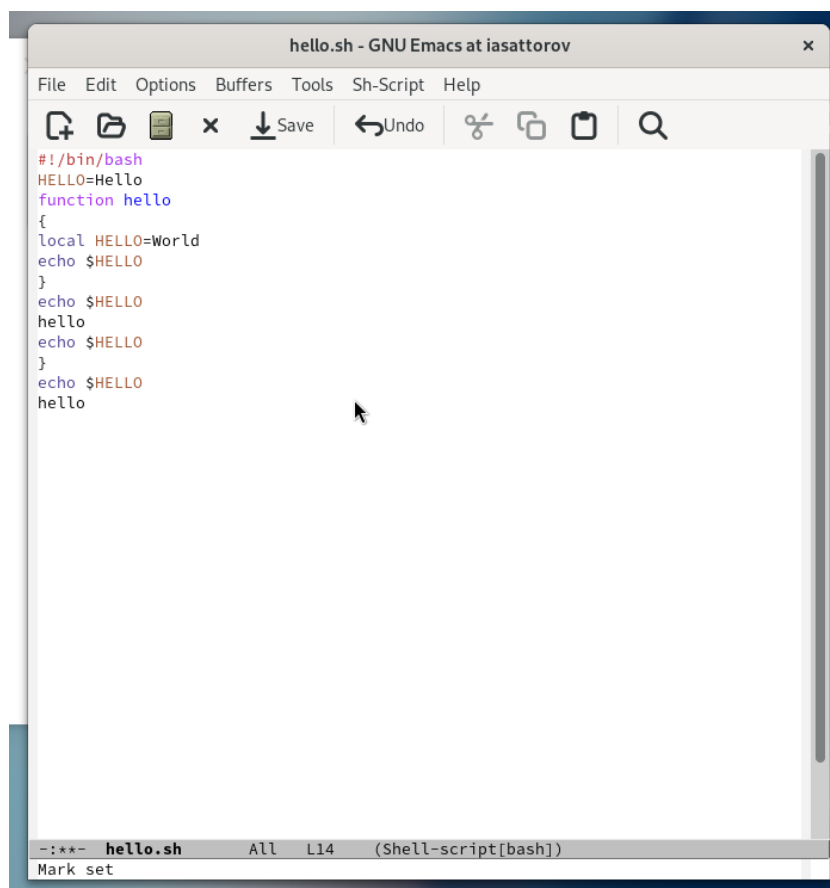 hello.sh - GNU Emacs at iasattorov
File Edit Options Buffers Tools Sh-Script Help
Save Undo
#!/bin/bash
HELLO=Hello
function hello
{
local HELLO=World
echo $HELLO
}
echo $HELLO
hello
echo $HELLO
}
echo $HELLO
hello
-:**- hello.sh All L14 (Shell-script[bash])
Mark set